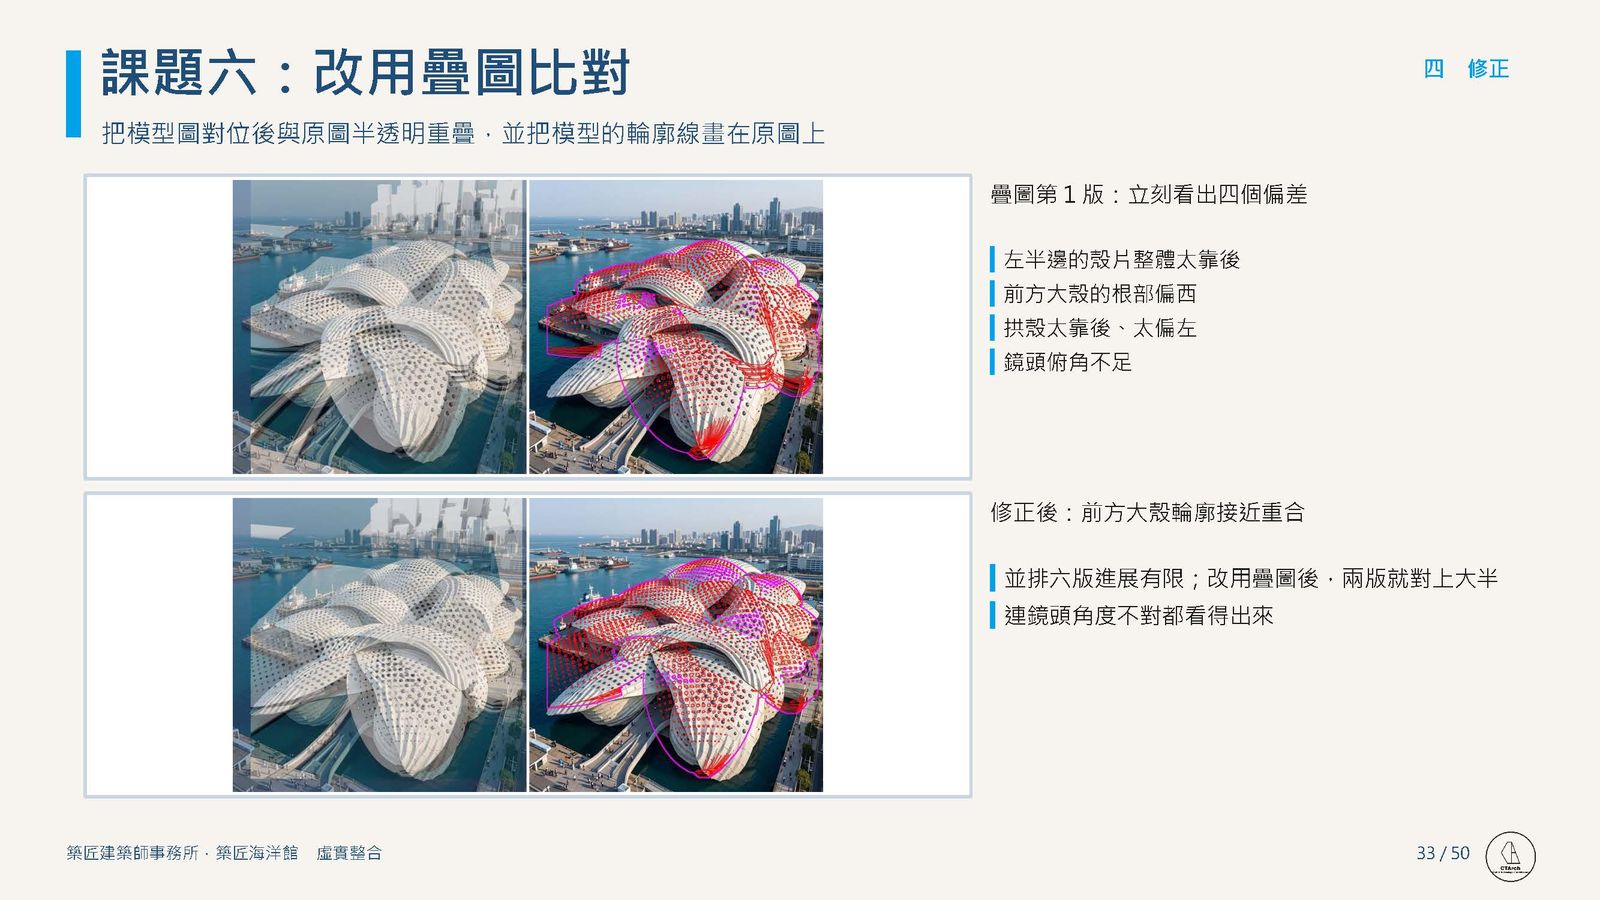 課題六：改用疊圖比對
四　修正
把模型圖對位後與原圖半透明重疊，並把模型的輪廓線畫在原圖上
疊圖第 1 版：立刻看出四個偏差
左半邊的殼片整體太靠後
前方大殼的根部偏西
拱殼太靠後、太偏左
鏡頭俯角不足
修正後：前方大殼輪廓接近重合
並排六版進展有限；改用疊圖後，兩版就對上大半
連鏡頭角度不對都看得出來
築匠建築師事務所．築匠海洋館　虛實整合
33 / 50
CTArch